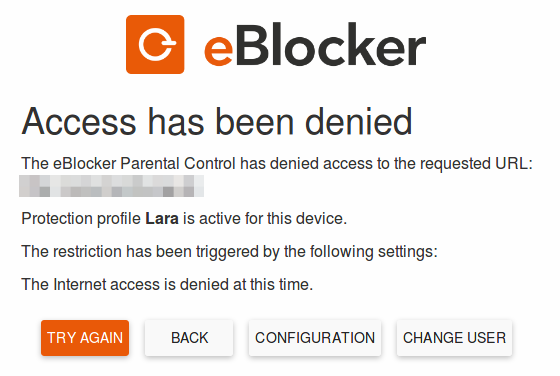 eBlocker
Access has been denied
The eBlocker Parental Control has denied access to the requested URL:
Protection profile Lara is active for this device.
The restriction has been triggered by the following settings:
The Internet access is denied at this time.
TRY AGAIN
BACK
CONFIGURATION
CHANGE USER